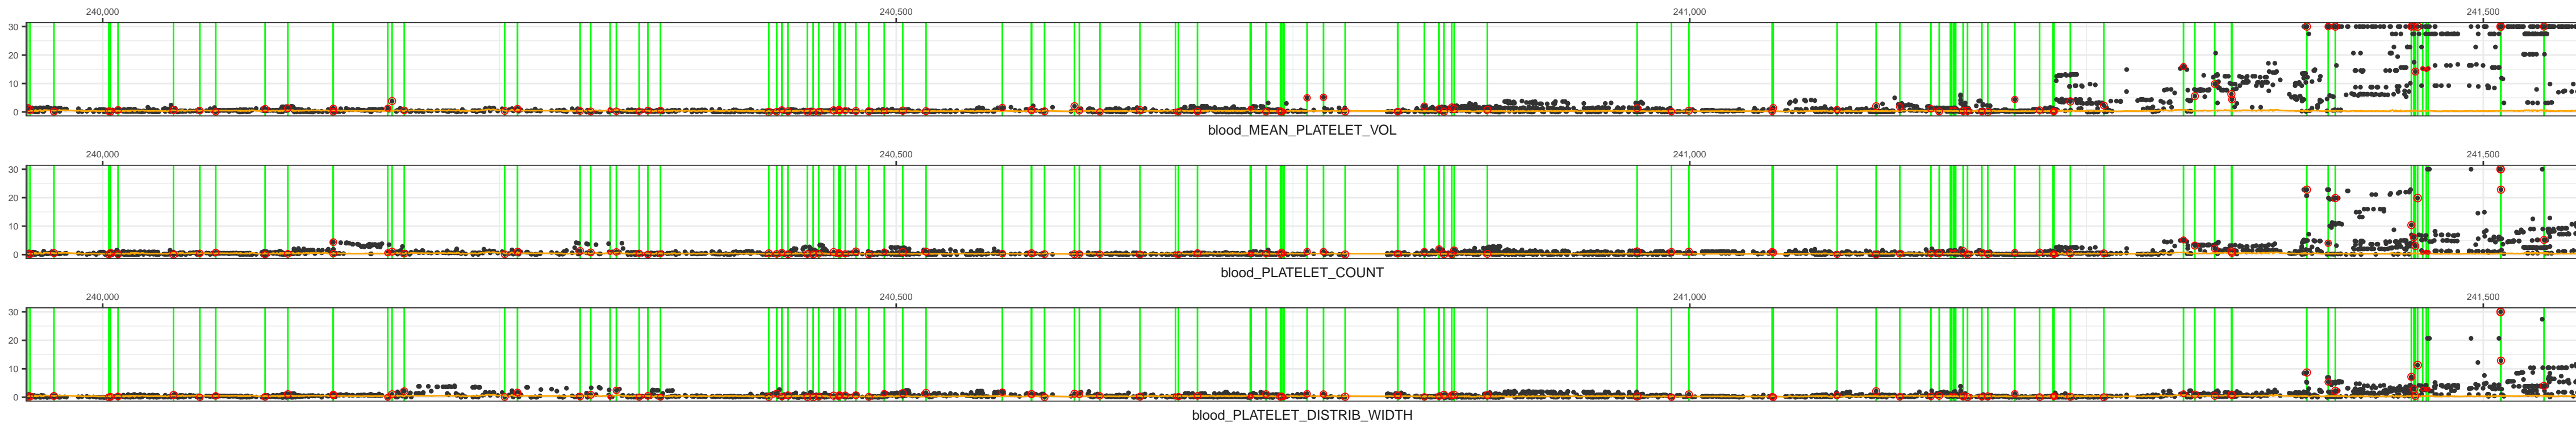 240,000 240,500 241,000 241,500
30
20
10
0
blood_MEAN_PLATELET_VOL
240,000 240,500 241,000 241,500
30
20
10
0
blood_PLATELET_COUNT
240,000 240,500 241,000 241,500
30
20
10
0
blood_PLATELET_DISTRIB_WIDTH